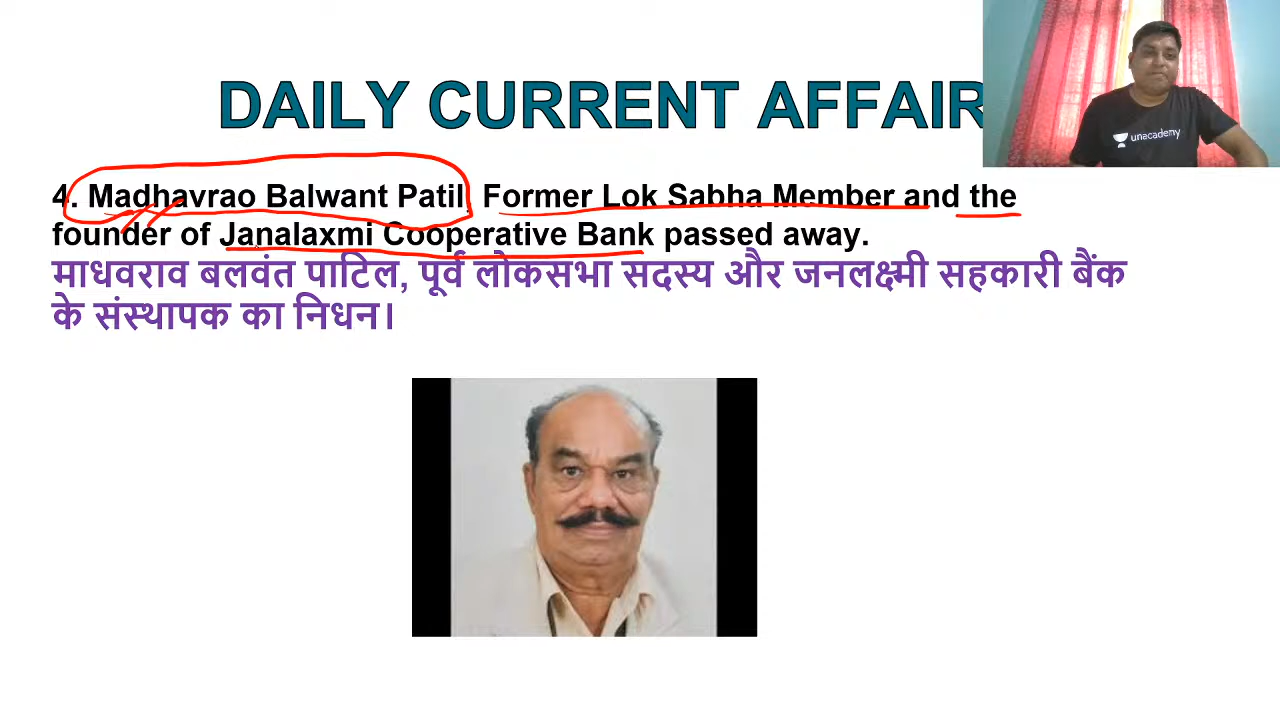 DAILY CURRENT AFFAIR
unacademy
4. Madhavrao Balwant Patil, Former Lok Sabha Member and the
founder of Janalaxmi Cooperative Bank passed away.
माधवराव बलवंत पाटिल, पूर्व लोकसभा सदस्य और जनलक्ष्मी सहकारी बैंक
के संस्थापक का निधन।